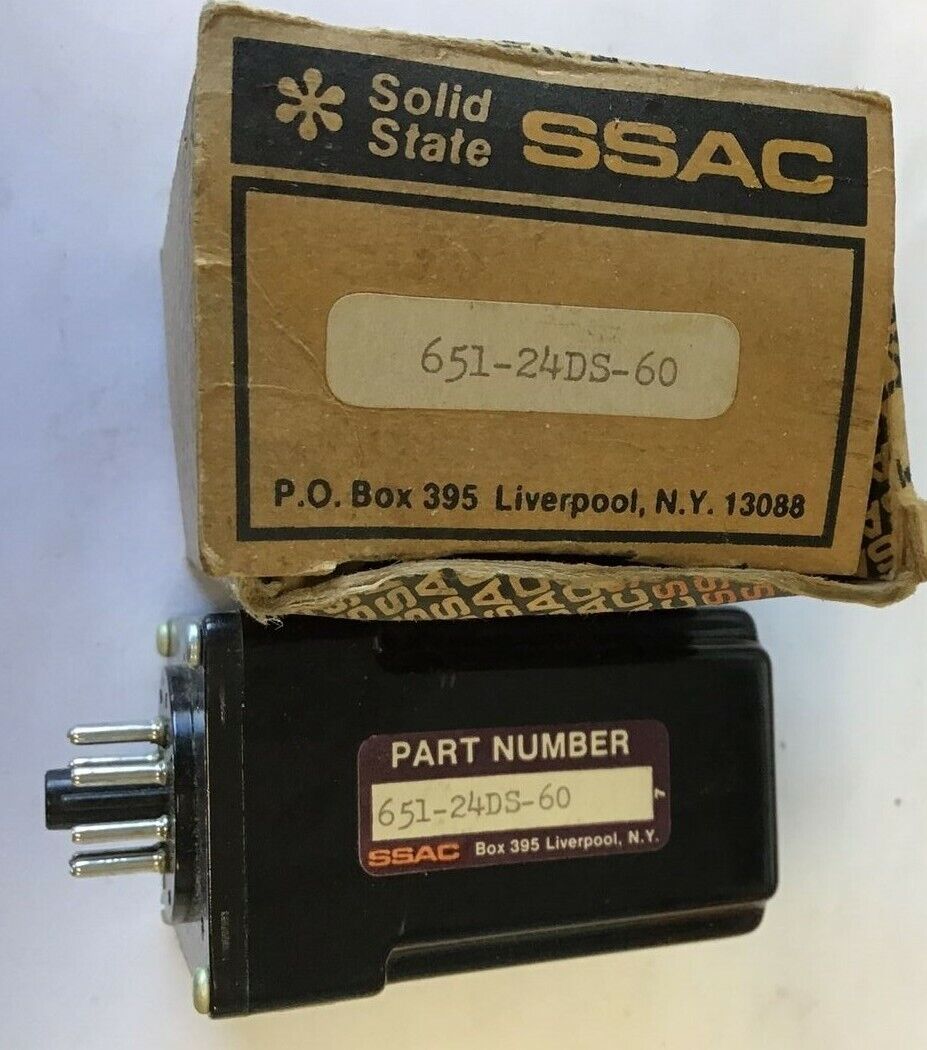 Solid
State
SSAC
651-24DS-60
P.O. Box 395 Liverpool, N.Y. 13088
PART NUMBER
651-24DS-60
7
SSAC Box 395 Liverpool, N.Y.